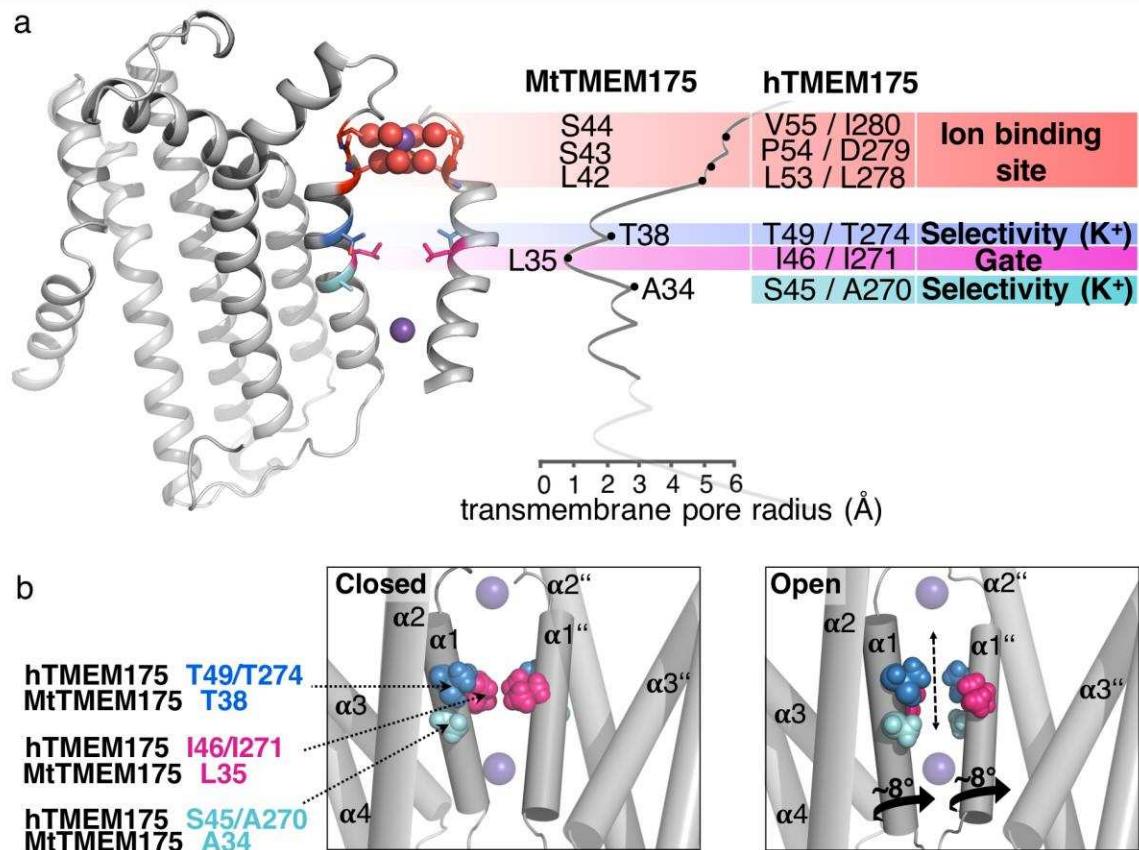 a
MtTMEM175 hTMEM175
S44 V55 / I280 Ion binding
S43 P54 / D279 site
L42 L53 / L278
T38 T49 / T274 Selectivity (K⁺)
L35 I46 / I271 Gate
A34 S45 / A270 Selectivity (K⁺)
0 1 2 3 4 5 6
transmembrane pore radius (Å)
b
Closed
α2 α2“
α1 α1“
α3 α3“
α4
Open
α2 α2“
α1 α1“
α3 α3“
α4
~8° ~8°
hTMEM175 T49/T274
MtTMEM175 T38
hTMEM175 I46/I271
MtTMEM175 L35
hTMEM175 S45/A270
MtTMEM175 A34